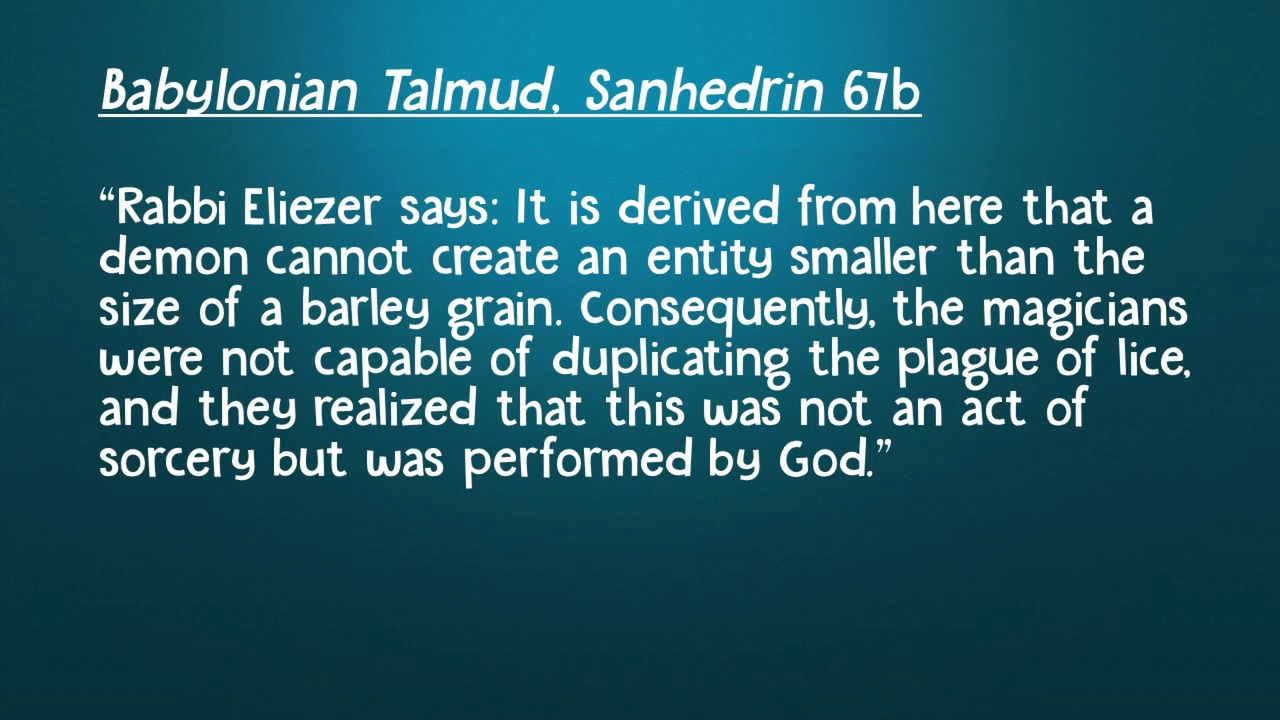 Babylonian Talmud, Sanhedrin 67b
“Rabbi Eliezer says: It is derived from here that a
demon cannot create an entity smaller than the
size of a barley grain. Consequently, the magicians
were not capable of duplicating the plague of lice,
and they realized that this was not an act of
sorcery but was performed by God.”